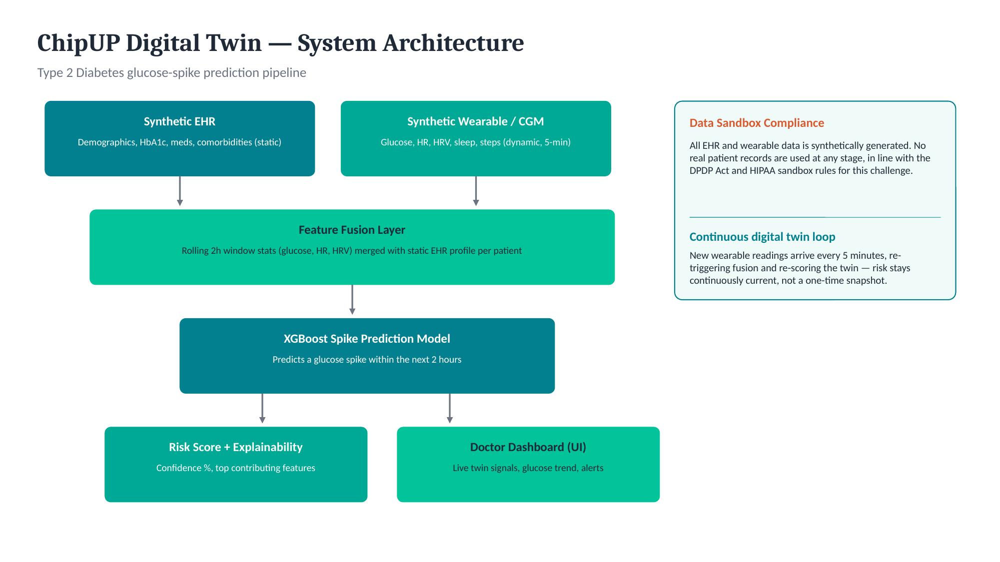 ChipUP Digital Twin — System Architecture
Type 2 Diabetes glucose-spike prediction pipeline
Synthetic EHR
Demographics, HbA1c, meds, comorbidities (static)
Synthetic Wearable / CGM
Glucose, HR, HRV, sleep, steps (dynamic, 5-min)
Feature Fusion Layer
Rolling 2h window stats (glucose, HR, HRV) merged with static EHR profile per patient
XGBoost Spike Prediction Model
Predicts a glucose spike within the next 2 hours
Risk Score + Explainability
Confidence %, top contributing features
Doctor Dashboard (UI)
Live twin signals, glucose trend, alerts
Data Sandbox Compliance
All EHR and wearable data is synthetically generated. No
real patient records are used at any stage, in line with the
DPDP Act and HIPAA sandbox rules for this challenge.
Continuous digital twin loop
New wearable readings arrive every 5 minutes, re-
triggering fusion and re-scoring the twin — risk stays
continuously current, not a one-time snapshot.